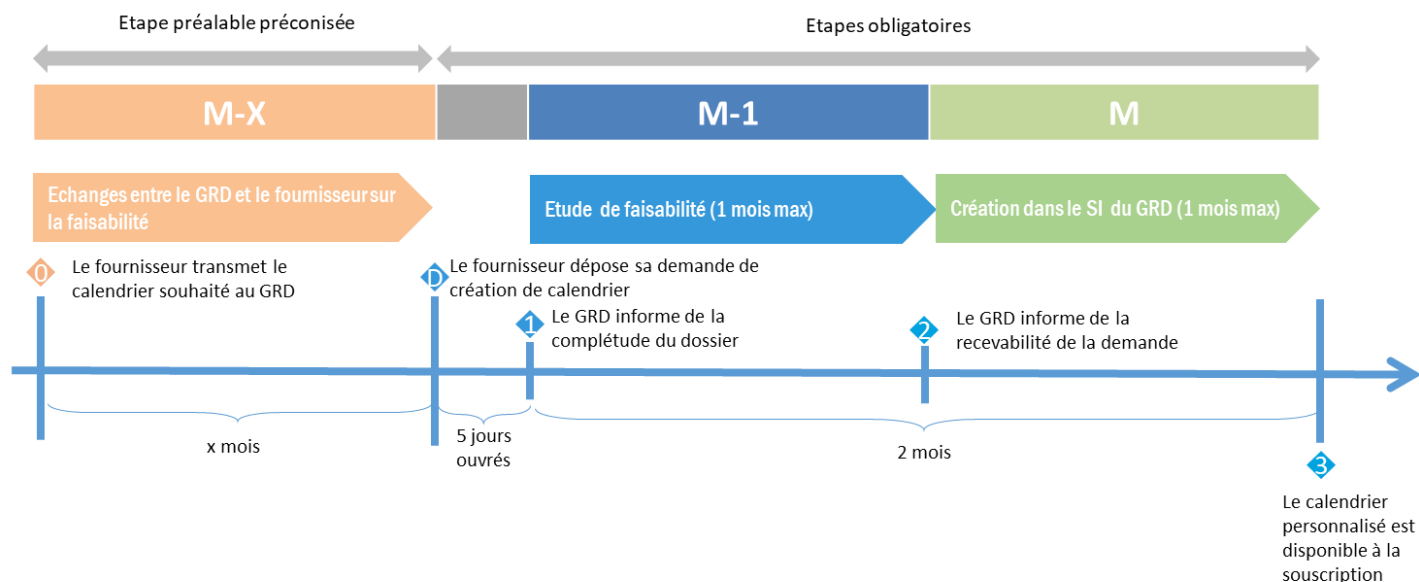 Etape préalable préconisée
Etapes obligatoires
M-X
M-1
M
Echanges entre le GRD et le fournisseur sur
la faisabilité
Etude de faisabilité (1 mois max)
Création dans le SI du GRD (1 mois max)
0
Le fournisseur transmet le
calendrier souhaité au GRD
D
Le fournisseur dépose sa demande de
création de calendrier
1
Le GRD informe de la
complétude du dossier
2
Le GRD informe de la
recevabilité de la demande
x mois
5 jours
ouvrés
2 mois
3
Le calendrier
personnalisé est
disponible à la
souscription